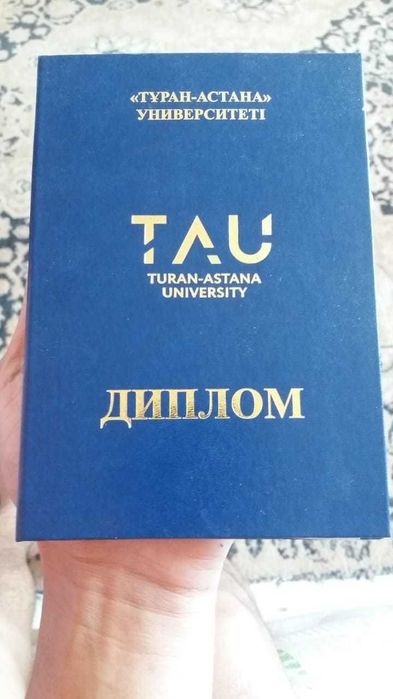 «ТҰРАН-АСТАНА»
УНИВЕРСИТЕТІ
TAU
TURAN-ASTANA
UNIVERSITY
ДИПЛОМ